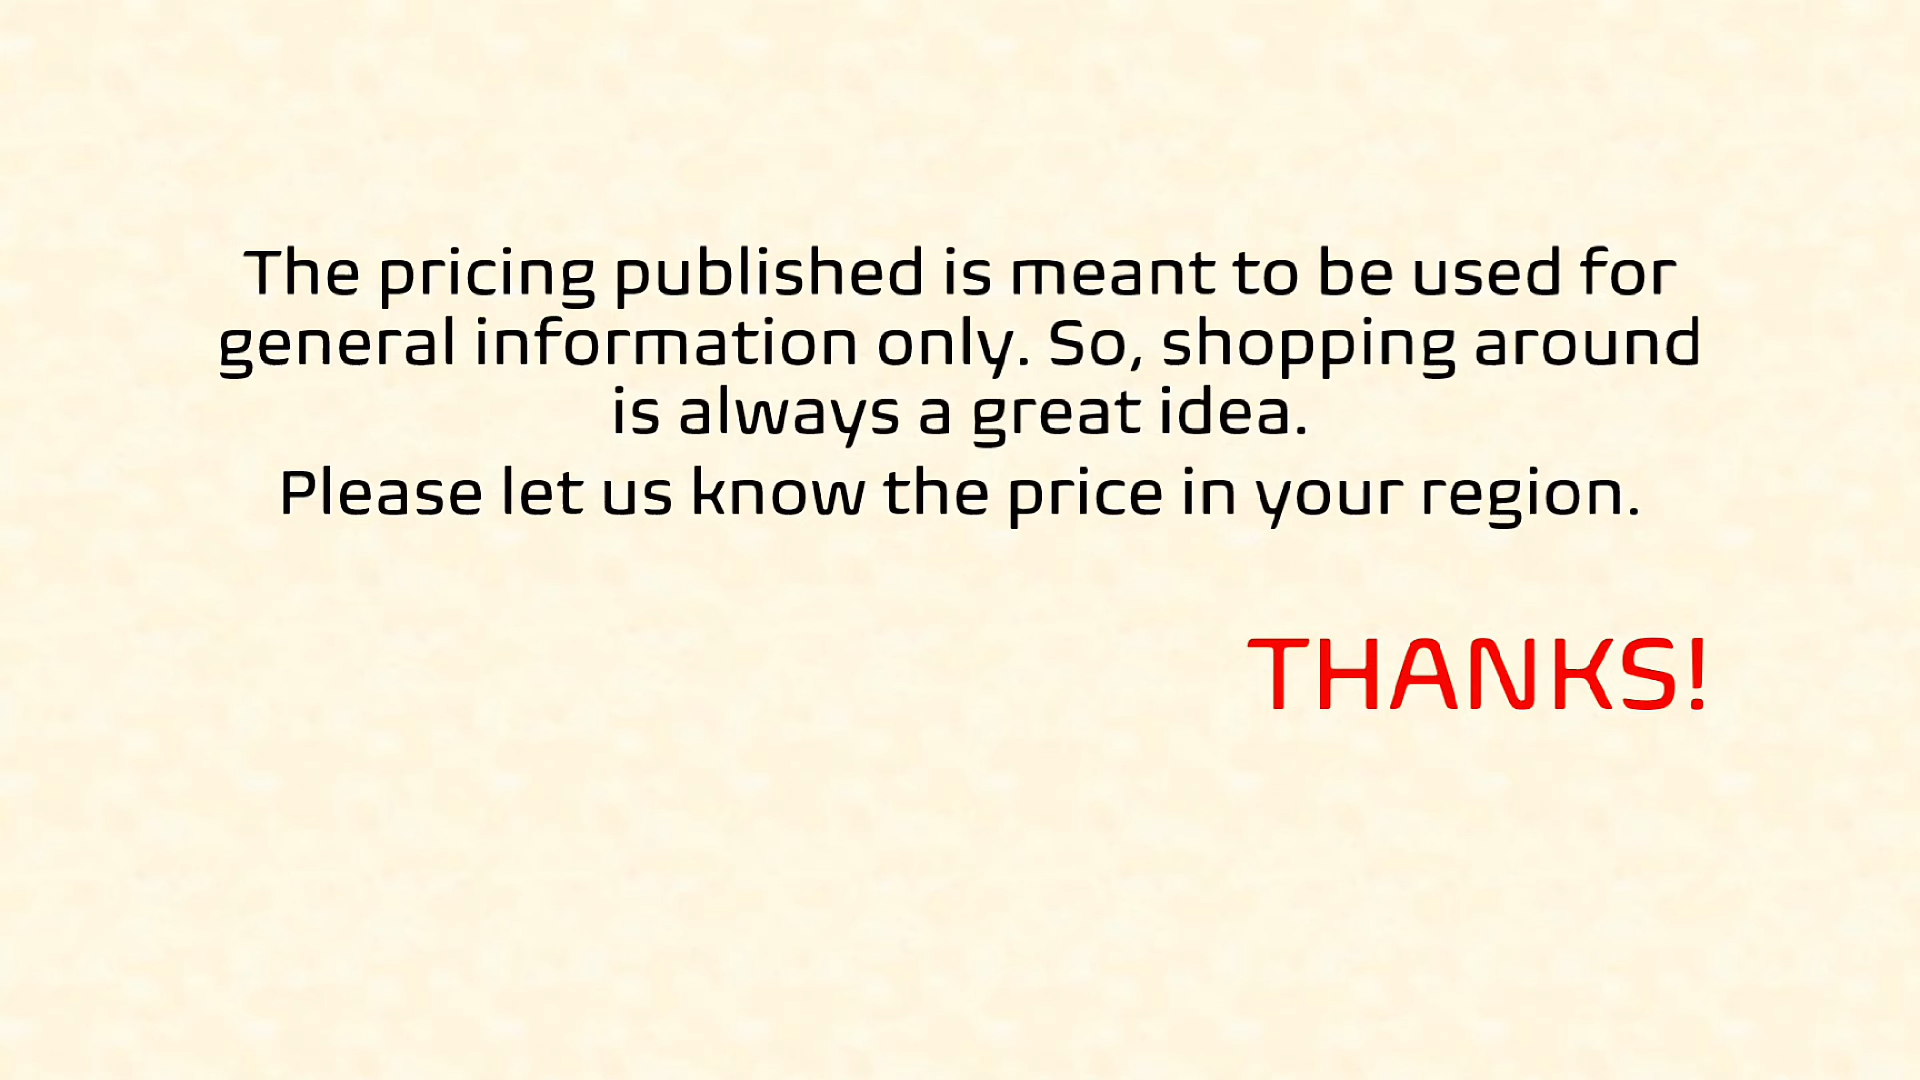 The pricing published is meant to be used for
general information only. So, shopping around
is always a great idea.
Please let us know the price in your region.
THANKS!